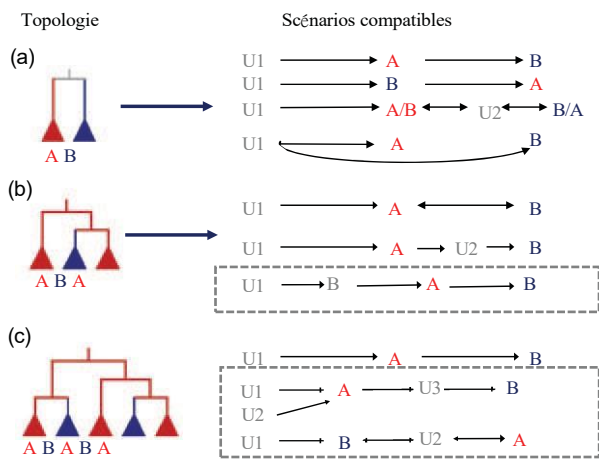 Topologie Scénarios compatibles
(a)
U1 A B
U1 B A
U1 A/B U2 B/A
U1 A B
A B
(b)
U1 A B
U1 A U2 B
A B A
U1 B A B
(c)
U1 A B
U1 A U3 B
U2
A B A B A
U1 B U2 A